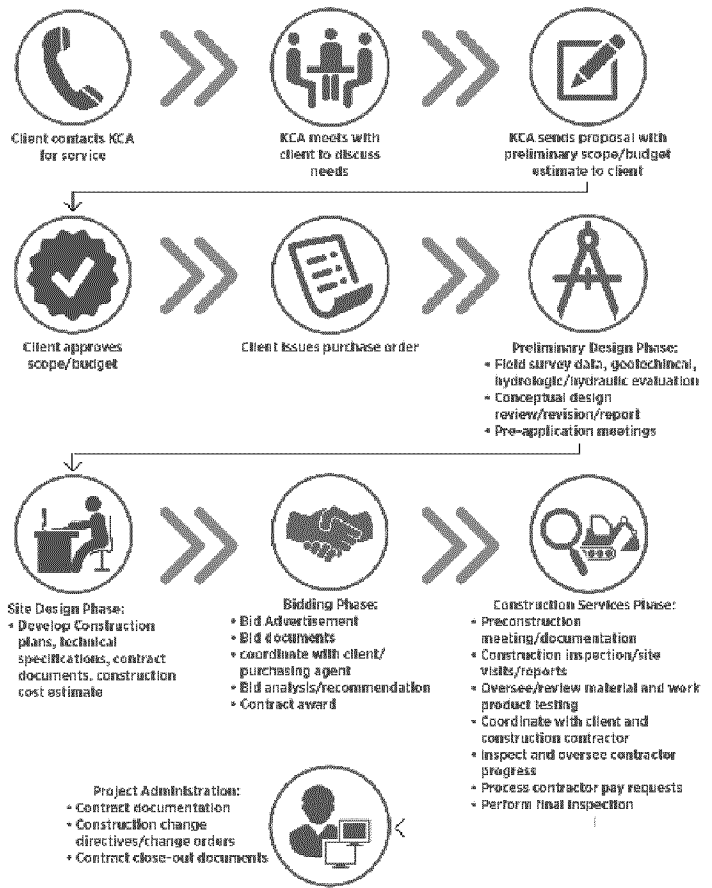 Client contacts KCA
for service
KCA meets with
client to discuss
needs
KCA sends proposal with
preliminary scope/budget
estimate to client
Client approves
scope/budget
Client issues purchase order
Preliminary Design Phase:
• Field survey data, geotechincal,
hydrologic/hydraulic evaluation
• Conceptual design
review/revision/report
• Pre-application meetings
Site Design Phase:
• Develop Construction
plans, technical
specifications, contract
documents, construction
cost estimate
Bidding Phase:
• Bid Advertisement
• Bid documents
• coordinate with client/
purchasing agent
• Bid analysis/recommendation
• Contract award
Construction Services Phase:
• Preconstruction
meeting/documentation
• Construction inspection/site
visits/reports
• Oversee/review material and work
product testing
• Coordinate with client and
construction contractor
• Inspect and oversee contractor
progress
• Process contractor pay requests
• Perform final inspection
Project Administration:
• Contract documentation
• Construction change
directives/change orders
• Contract close-out documents